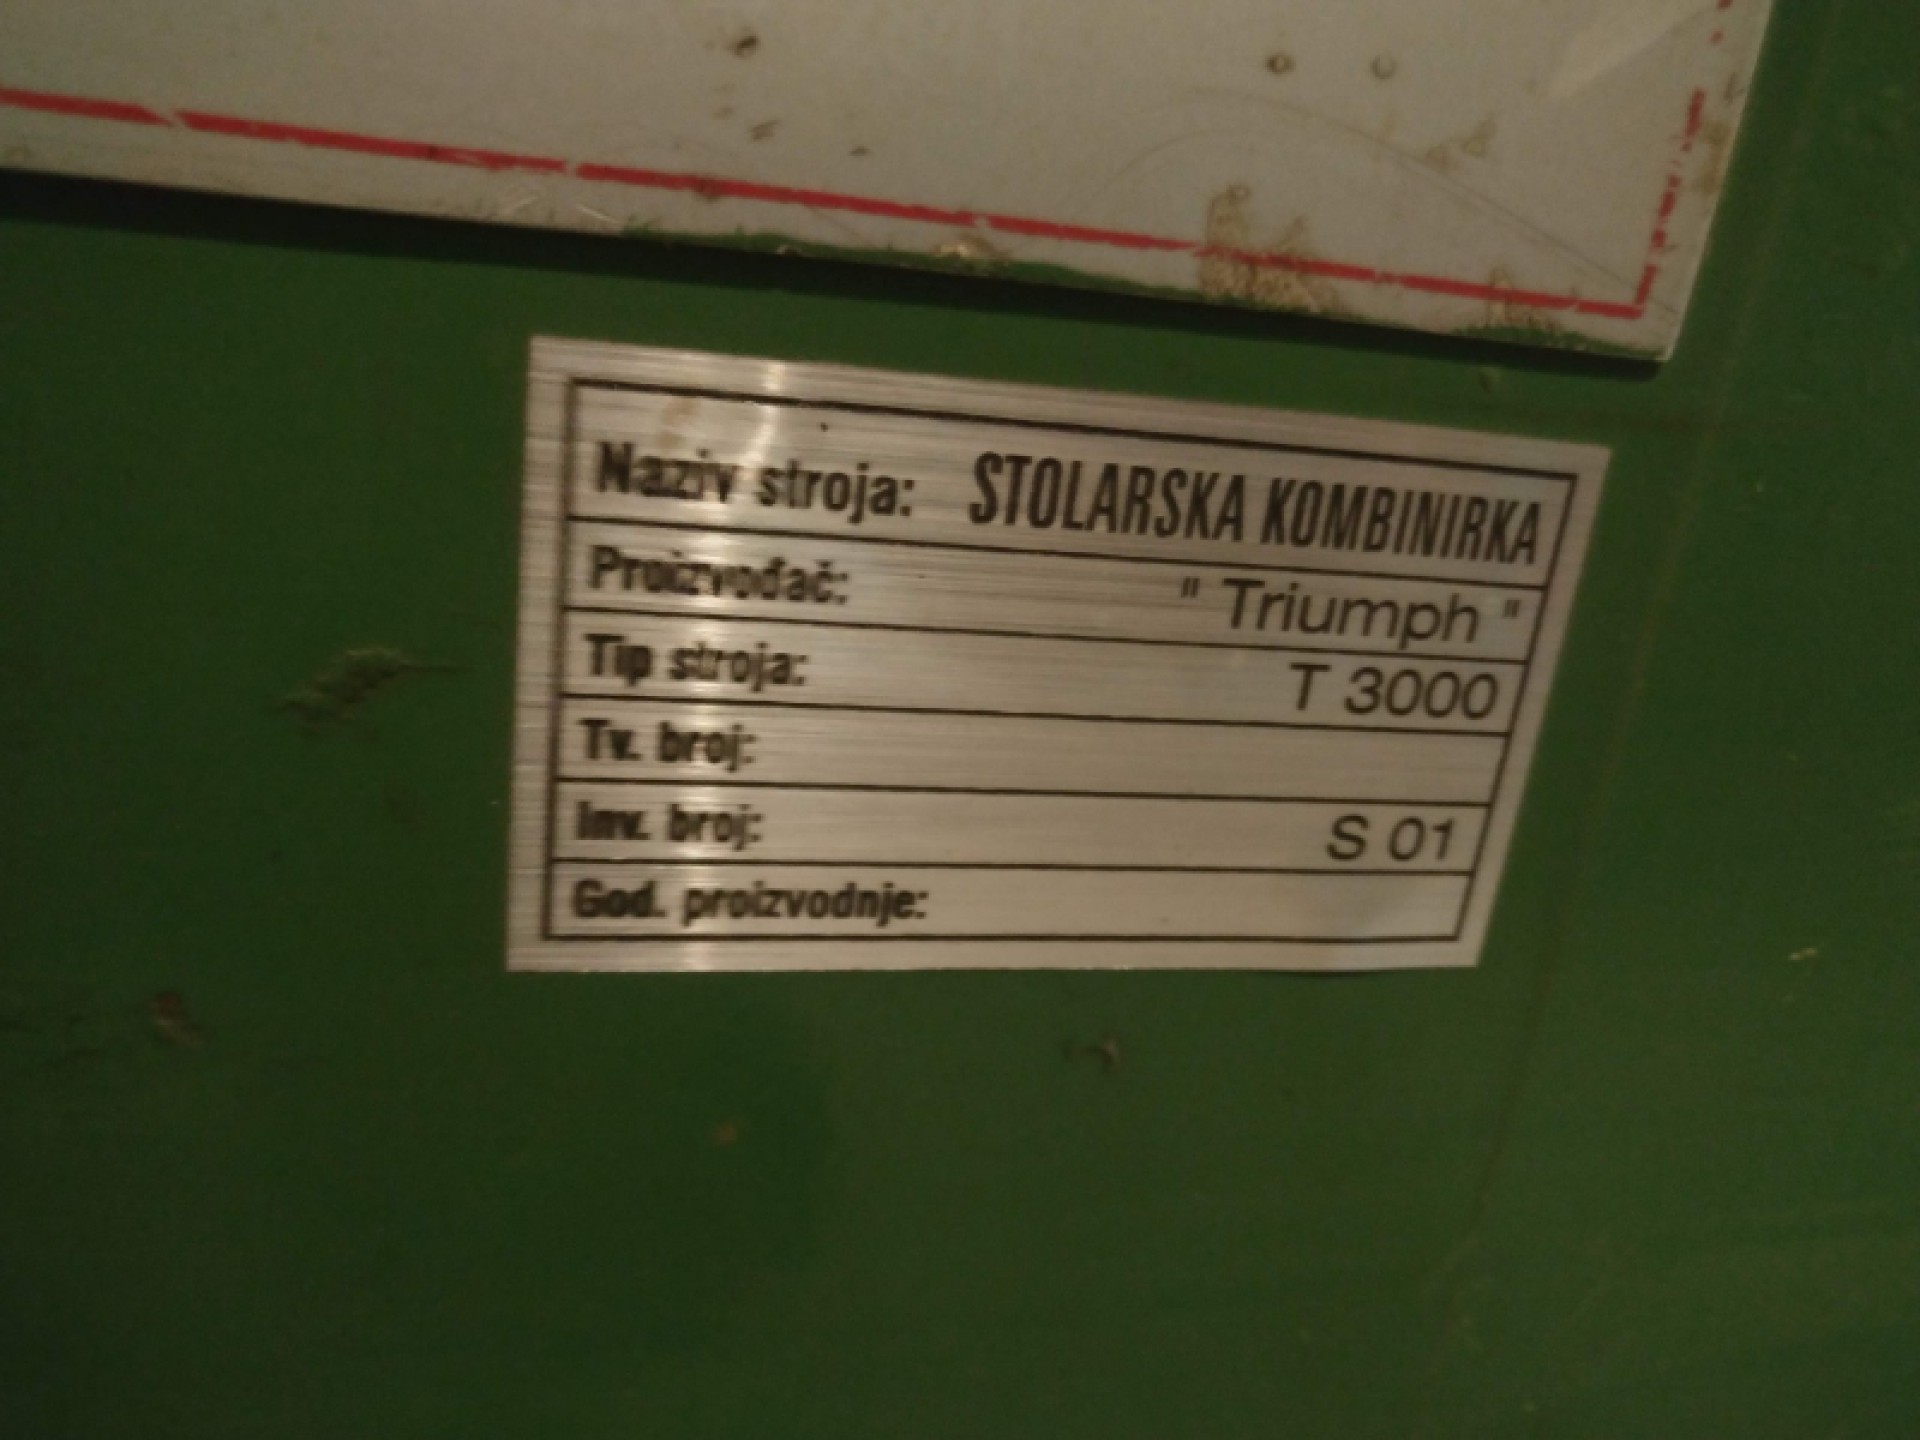 Naziv stroja: STOLARSKA KOMBINIRKA
Proizvođač: " Triumph "
Tip stroja: T 3000
Tv. broj:
Inv. broj: S 01
God. proizvodnje: